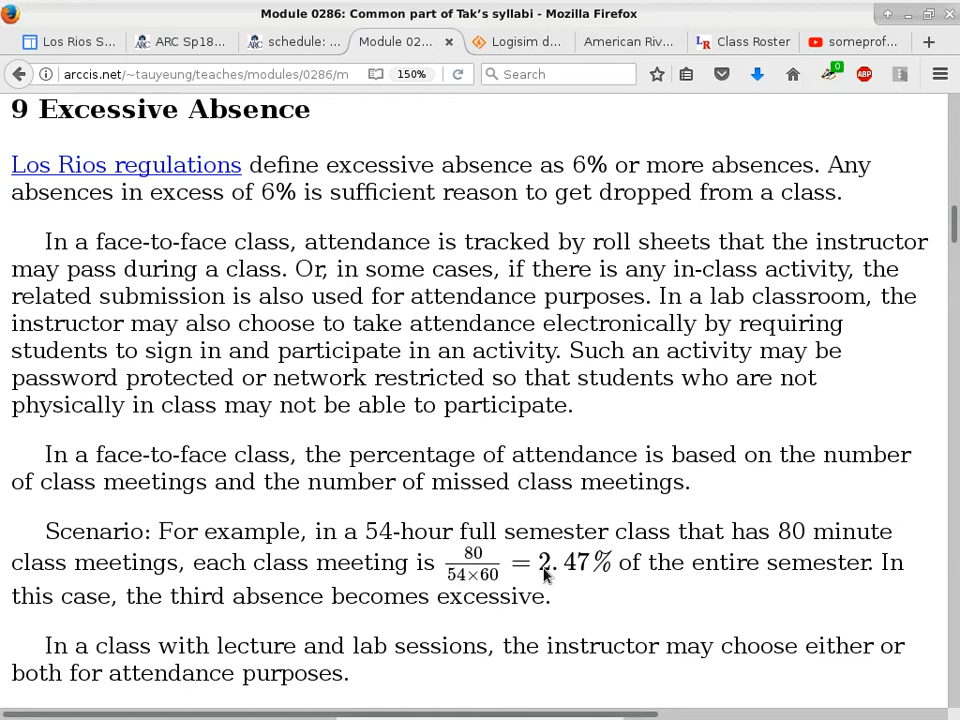 Module 0286: Common part of Tak's syllabi - Mozilla Firefox
Los Rios S... ARC Sp18... schedule: ... Module 02... Logisim d... American Riv... Class Roster someprof...
arccis.net/~tauyeung/teaches/modules/0286/m 150% Search 0 ABP
9 Excessive Absence
Los Rios regulations define excessive absence as 6% or more absences. Any
absences in excess of 6% is sufficient reason to get dropped from a class.
In a face-to-face class, attendance is tracked by roll sheets that the instructor
may pass during a class. Or, in some cases, if there is any in-class activity, the
related submission is also used for attendance purposes. In a lab classroom, the
instructor may also choose to take attendance electronically by requiring
students to sign in and participate in an activity. Such an activity may be
password protected or network restricted so that students who are not
physically in class may not be able to participate.
In a face-to-face class, the percentage of attendance is based on the number
of class meetings and the number of missed class meetings.
Scenario: For example, in a 54-hour full semester class that has 80 minute
class meetings, each class meeting is 80/54×60 = 2.47% of the entire semester. In
this case, the third absence becomes excessive.
In a class with lecture and lab sessions, the instructor may choose either or
both for attendance purposes.